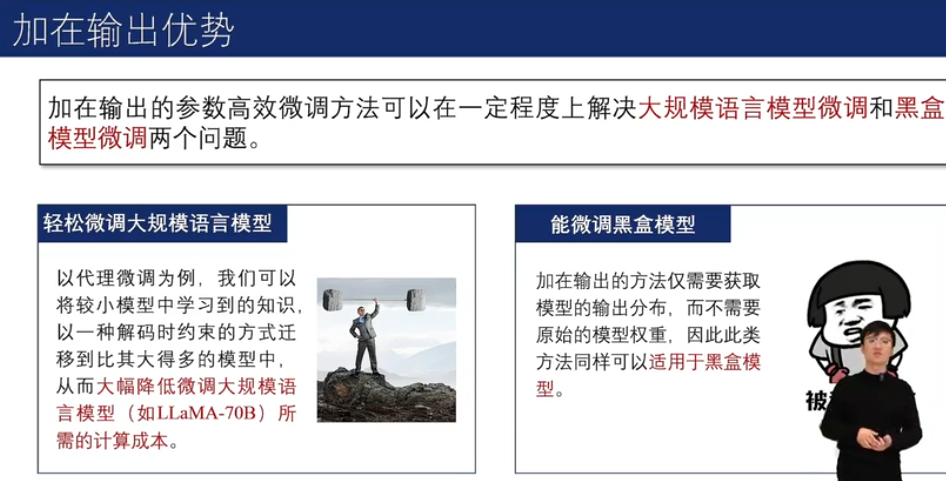 加在输出优势
加在输出的参数高效微调方法可以在一定程度上解决大规模语言模型微调和黑盒
模型微调两个问题。
轻松微调大规模语言模型
以代理微调为例，我们可以
将较小模型中学习到的知识，
以一种解码时约束的方式迁
移到比其大得多的模型中，
从而大幅降低微调大规模语
言模型（如LLaMA-70B）所
需的计算成本。
能微调黑盒模型
加在输出的方法仅需要获取
模型的输出分布，而不需要
原始的模型权重，因此此类
方法同样可以适用于黑盒模
型。
被